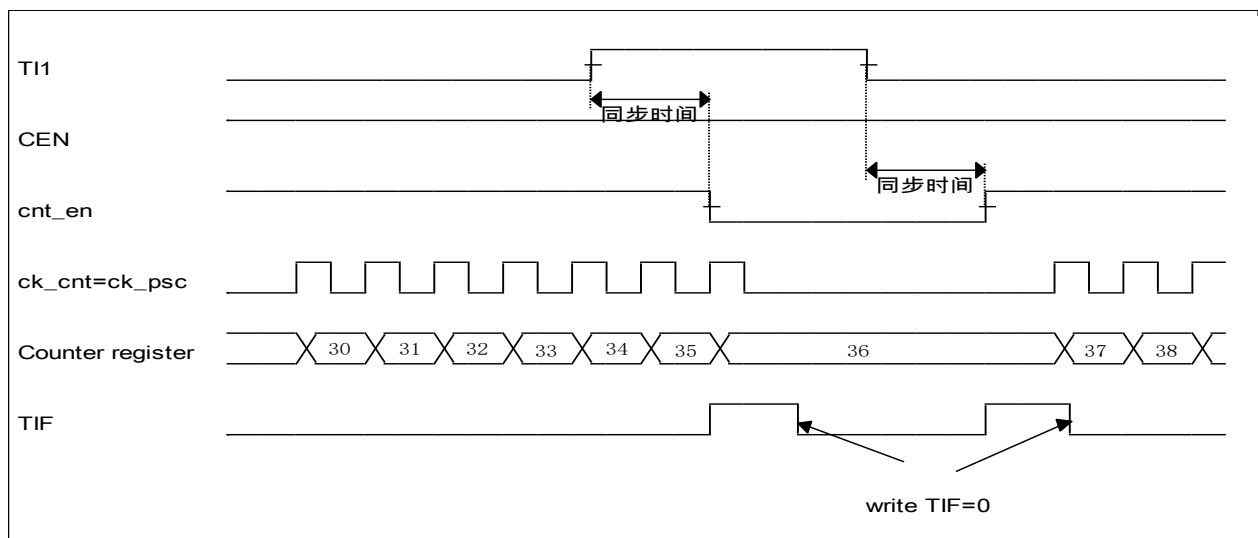 TI1
同步时间
CEN
同步时间
cnt_en
ck_cnt=ck_psc
Counter register
30
31
32
33
34
35
36
37
38
TIF
write TIF=0